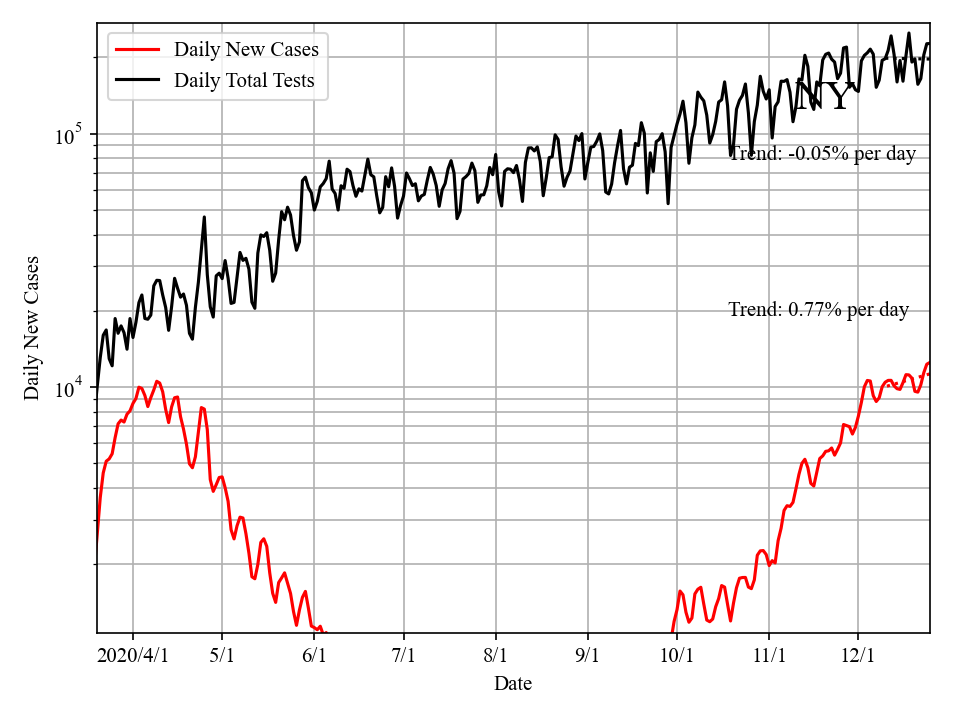 Daily New Cases
Daily Total Tests
NY
Trend: -0.05% per day
Trend: 0.77% per day
10^5
10^4
Daily New Cases
2020/4/1 5/1 6/1 7/1 8/1 9/1 10/1 11/1 12/1
Date